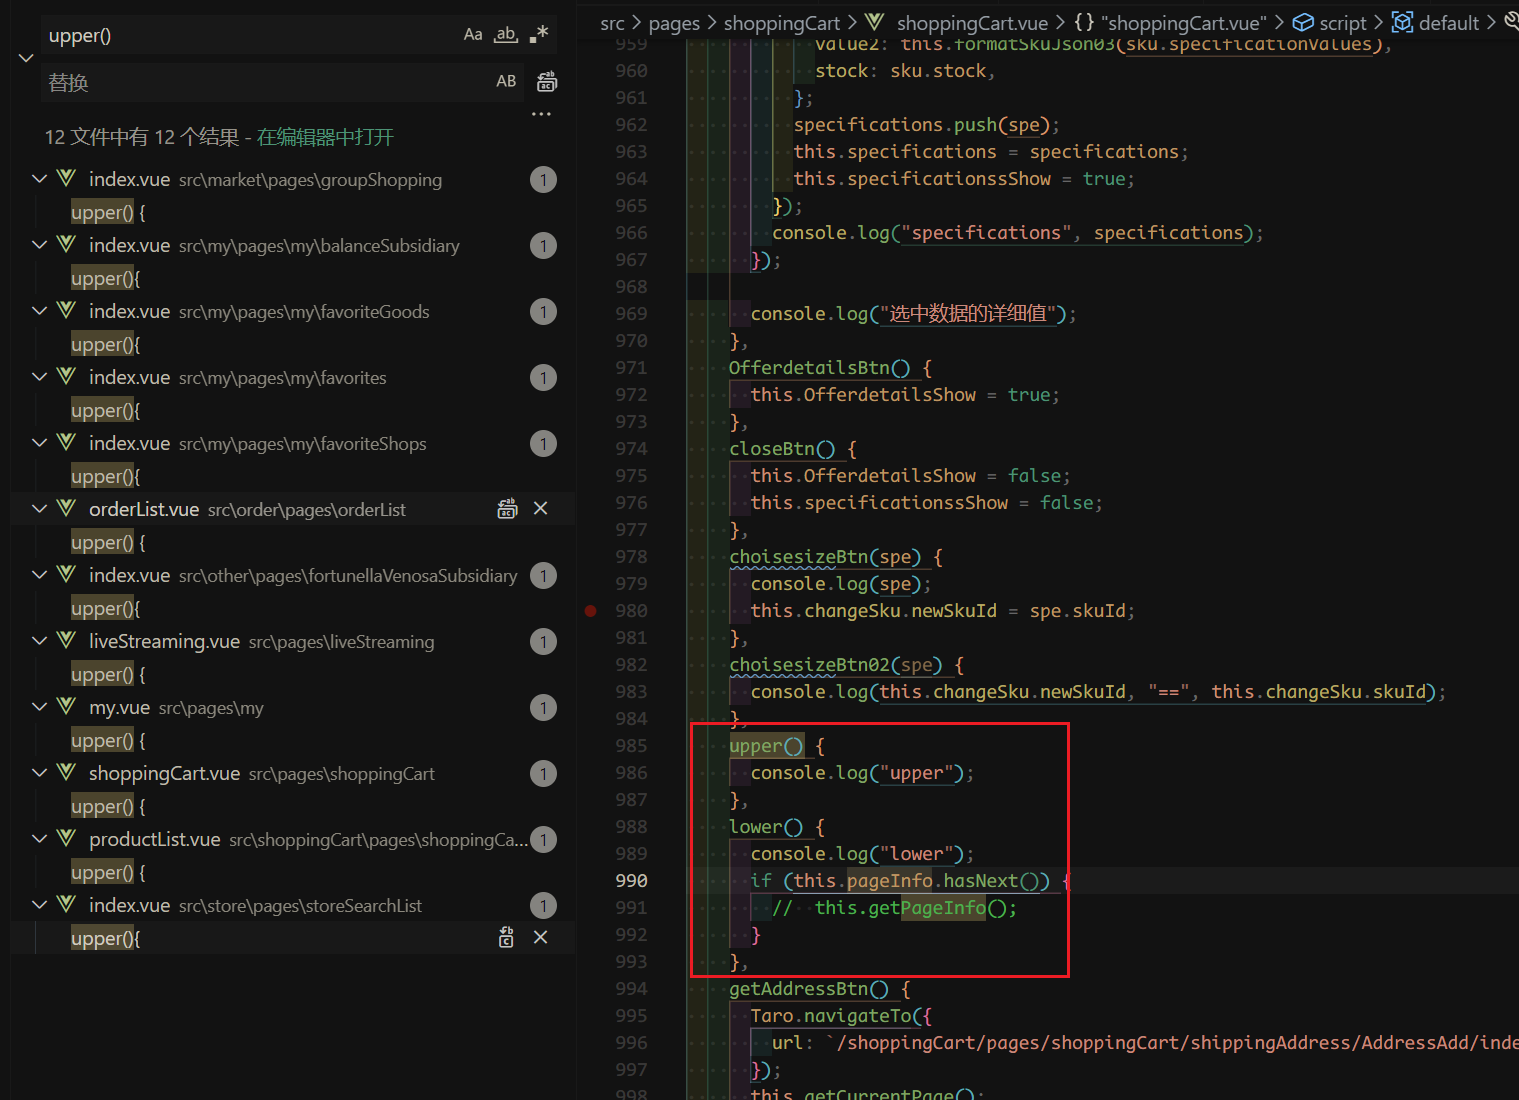 upper()
Aa ab .*
替换
AB
12 文件中有 12 个结果 - 在编辑器中打开
index.vue src\market\pages\groupShopping 1
upper() {
index.vue src\my\pages\my\balanceSubsidiary 1
upper(){
index.vue src\my\pages\my\favoriteGoods 1
upper(){
index.vue src\my\pages\my\favorites 1
upper(){
index.vue src\my\pages\my\favoriteShops 1
upper(){
orderList.vue src\order\pages\orderList
upper() {
index.vue src\other\pages\fortunellaVenosaSubsidiary 1
upper(){
liveStreaming.vue src\pages\liveStreaming 1
upper() {
my.vue src\pages\my 1
upper() {
shoppingCart.vue src\pages\shoppingCart 1
upper() {
productList.vue src\shoppingCart\pages\shoppingCa... 1
upper() {
index.vue src\store\pages\storeSearchList 1
upper(){
src > pages > shoppingCart > shoppingCart.vue > {} "shoppingCart.vue" > script > default >
959 value2: this.formatSkuJson03(sku.specificationValues),
960 stock: sku.stock,
961 };
962 specifications.push(spe);
963 this.specifications = specifications;
964 this.specificationssShow = true;
965 });
966 console.log("specifications", specifications);
967 });
968
969 console.log("选中数据的详细值");
970 },
971 OfferdetailsBtn() {
972 this.OfferdetailsShow = true;
973 },
974 closeBtn() {
975 this.OfferdetailsShow = false;
976 this.specificationssShow = false;
977 },
978 choisesizeBtn(spe) {
979 console.log(spe);
980 this.changeSku.newSkuId = spe.skuId;
981 },
982 choisesizeBtn02(spe) {
983 console.log(this.changeSku.newSkuId, "==", this.changeSku.skuId);
984 },
985 upper() {
986 console.log("upper");
987 },
988 lower() {
989 console.log("lower");
990 if (this.pageInfo.hasNext()) {
991 // this.getPageInfo();
992 }
993 },
994 getAddressBtn() {
995 Taro.navigateTo({
996 url: `/shoppingCart/pages/shoppingCart/shippingAddress/AddressAdd/inde
997 });
998 this.getCurrentPage();